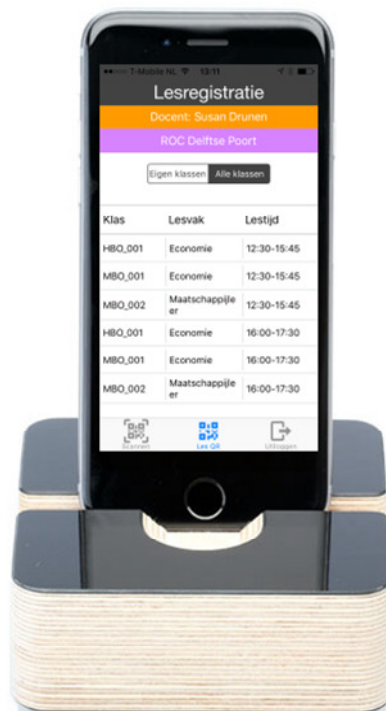 T-Mobile NL 13:11
Lesregistratie
Docent: Susan Drunen
ROC Delftse Poort
Eigen klassen Alle klassen
Klas Lesvak Lestijd
HBO_001 Economie 12:30-15:45
MBO_001 Economie 12:30-15:45
MBO_002 Maatschappijle
er 12:30-15:45
HBO_001 Economie 16:00-17:30
MBO_001 Economie 16:00-17:30
MBO_002 Maatschappijle
er 16:00-17:30
Scannen Les QR Uitloggen